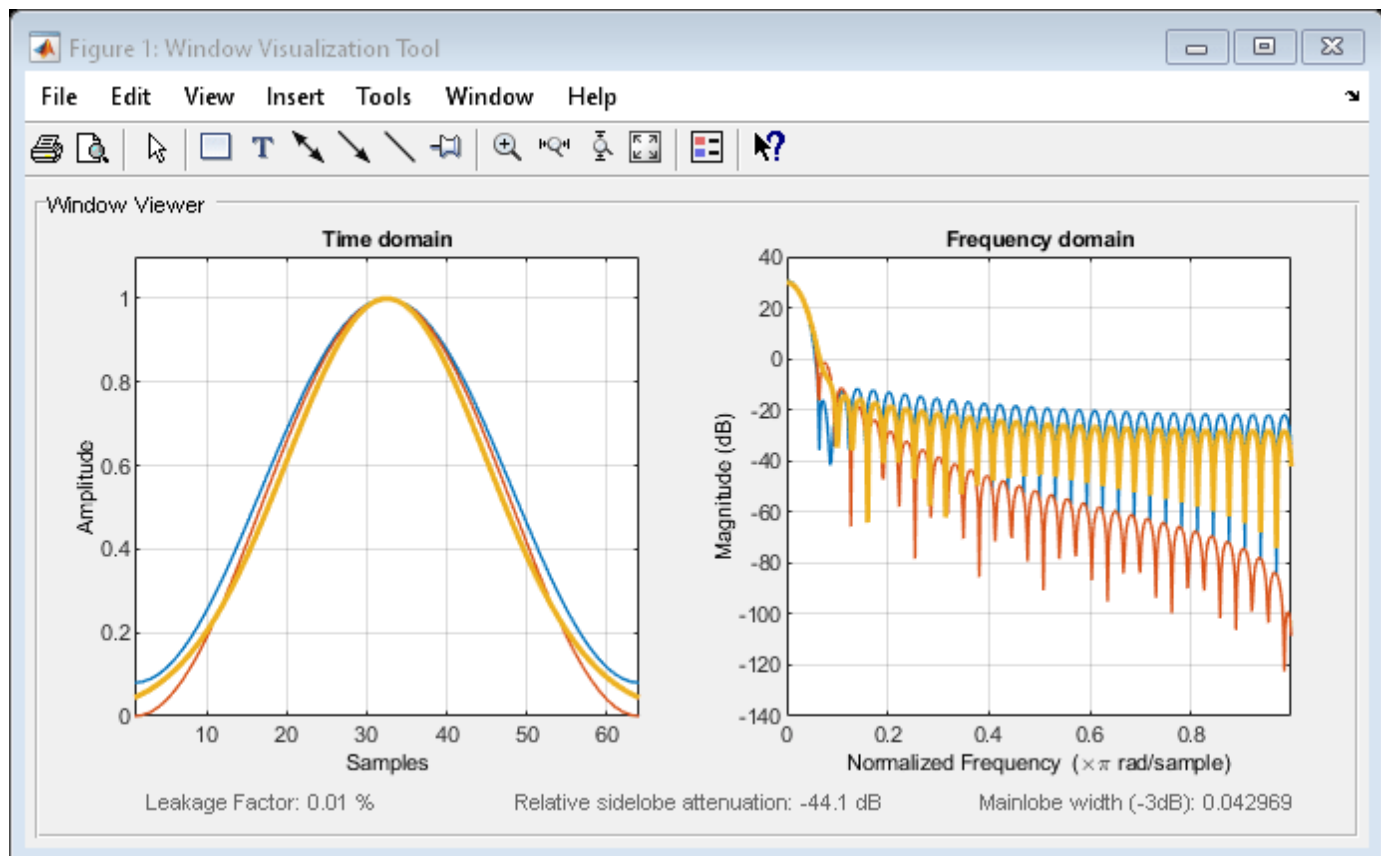 Figure 1: Window Visualization Tool
File Edit View Insert Tools Window Help
T
?
Window Viewer
Time domain
Frequency domain
Amplitude
1
0.8
0.6
0.4
0.2
0
10 20 30 40 50 60
Samples
Magnitude (dB)
40
20
0
-20
-40
-60
-80
-100
-120
-140
0 0.2 0.4 0.6 0.8
Normalized Frequency (×π rad/sample)
Leakage Factor: 0.01 % Relative sidelobe attenuation: -44.1 dB Mainlobe width (-3dB): 0.042969